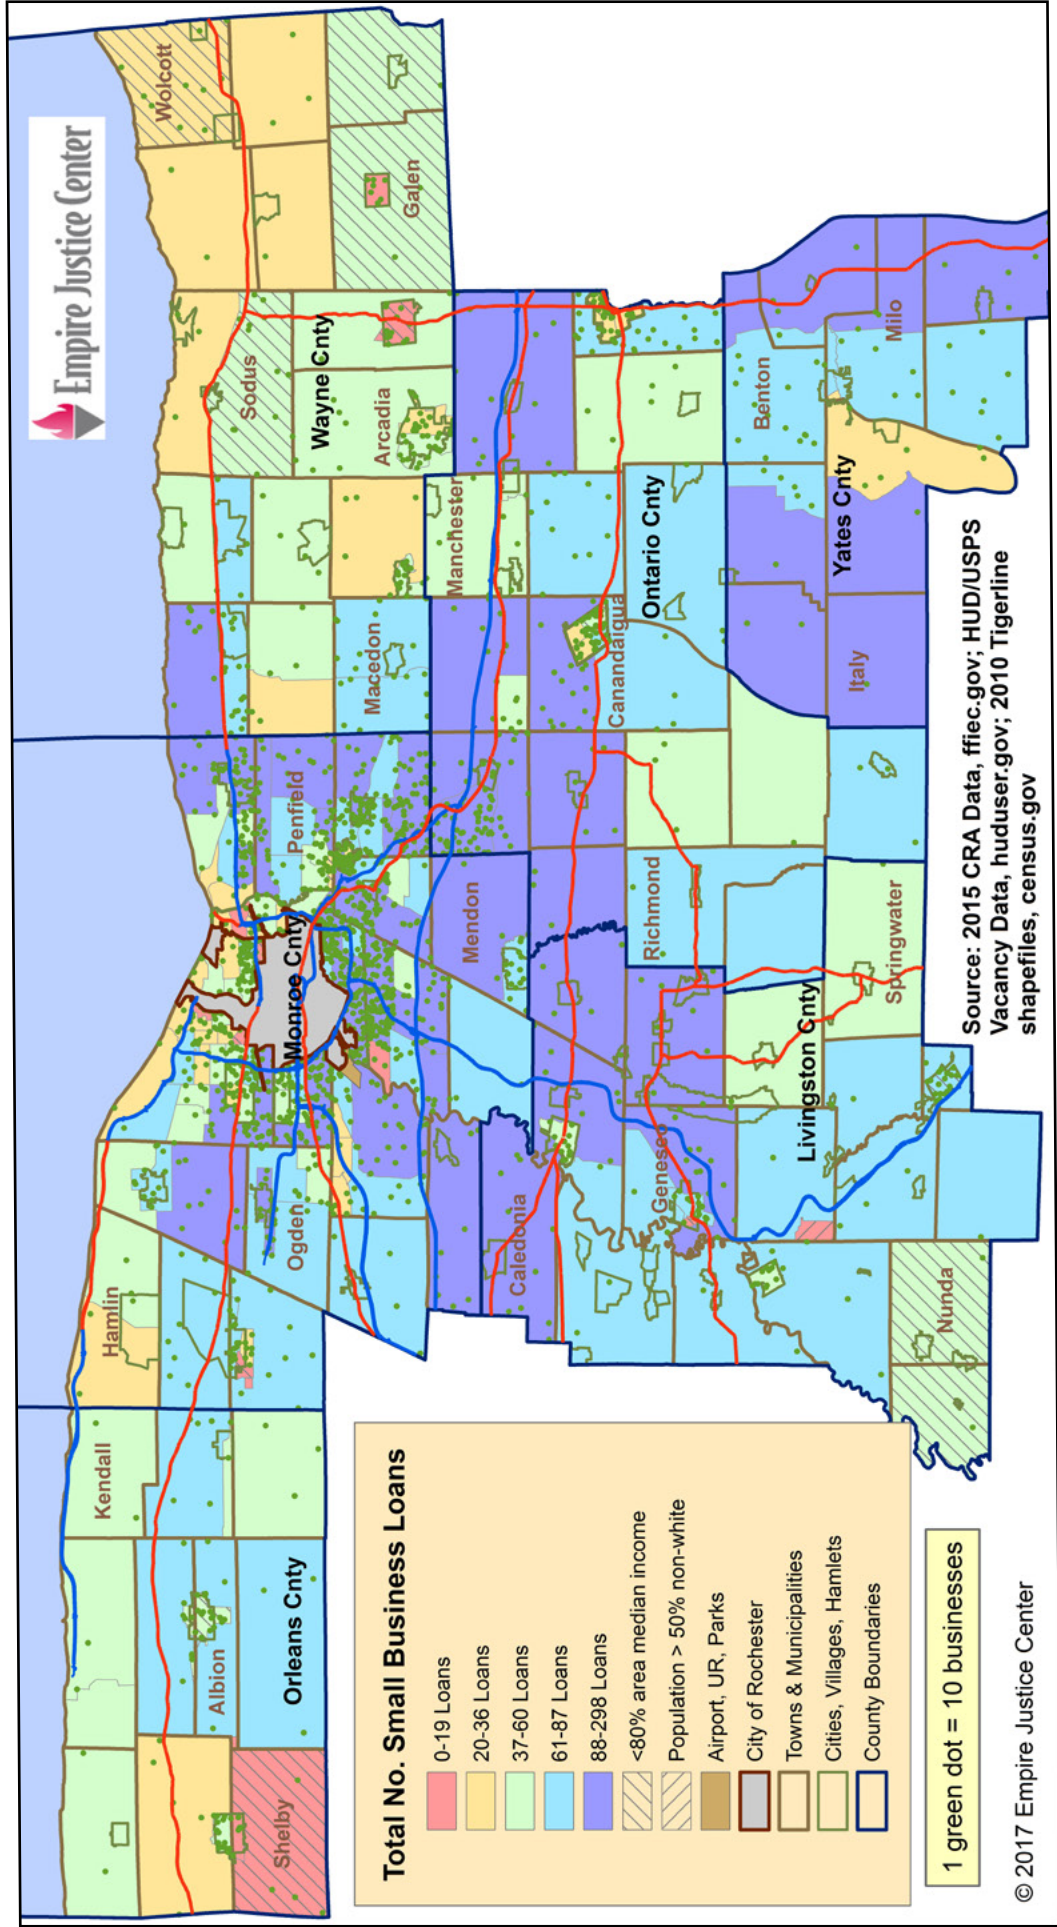 Empire Justice Center
Wolcott
Galen
Sodus
Wayne Cnty
Arcadia
Manchester
Macedon
Penfield
Monroe Cnty
Ogden
Hamlin
Kendall
Albion
Orleans Cnty
Shelby
Mendon
Caledonia
Canandaigua
Ontario Cnty
Richmond
Geneseo
Livingston Cnty
Springwater
Nunda
Benton
Milo
Yates Cnty
Italy
Total No. Small Business Loans
0-19 Loans
20-36 Loans
37-60 Loans
61-87 Loans
88-298 Loans
<80% area median income
Population > 50% non-white
Airport, UR, Parks
City of Rochester
Towns & Municipalities
Cities, Villages, Hamlets
County Boundaries
1 green dot = 10 businesses
Source: 2015 CRA Data, ffiec.gov; HUD/USPS
Vacancy Data, huduser.gov; 2010 Tigerline
shapefiles, census.gov
© 2017 Empire Justice Center